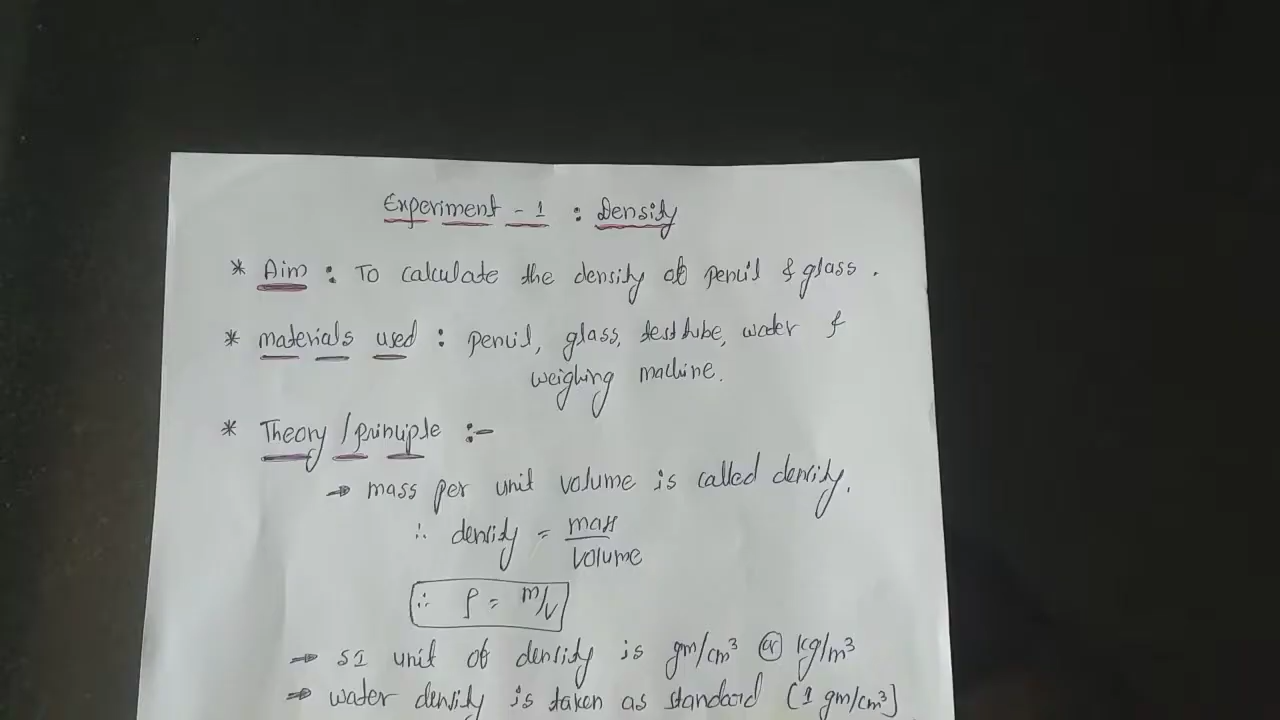 Experiment - 1 : Density
* Aim : To calculate the density of pencil & glass.
* materials used : pencil, glass, test tube, water &
weighing machine.
* Theory / principle :-
→ mass per unit volume is called density.
∴ density = mass/volume
∴ ρ = m/v
→ SI unit of density is gm/cm³ (or) kg/m³
→ water density is taken as standard (1 gm/cm³)